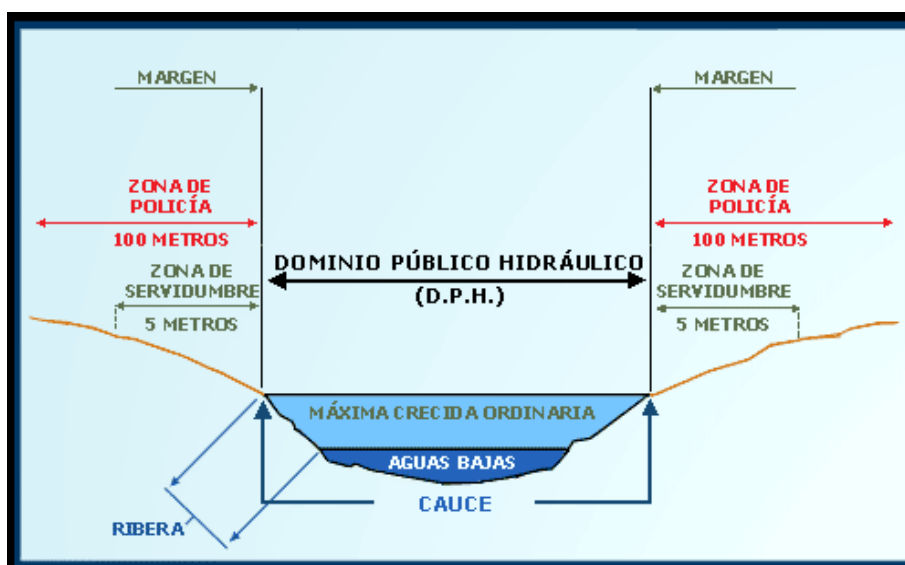 MARGEN
MARGEN
ZONA DE
POLICÍA
100 METROS
ZONA DE
POLICÍA
100 METROS
DOMINIO PÚBLICO HIDRÁULICO
(D.P.H.)
ZONA DE
SERVIDUMBRE
5 METROS
ZONA DE
SERVIDUMBRE
5 METROS
MÁXIMA CRECIDA ORDINARIA
AGUAS BAJAS
CAUCE
RIBERA